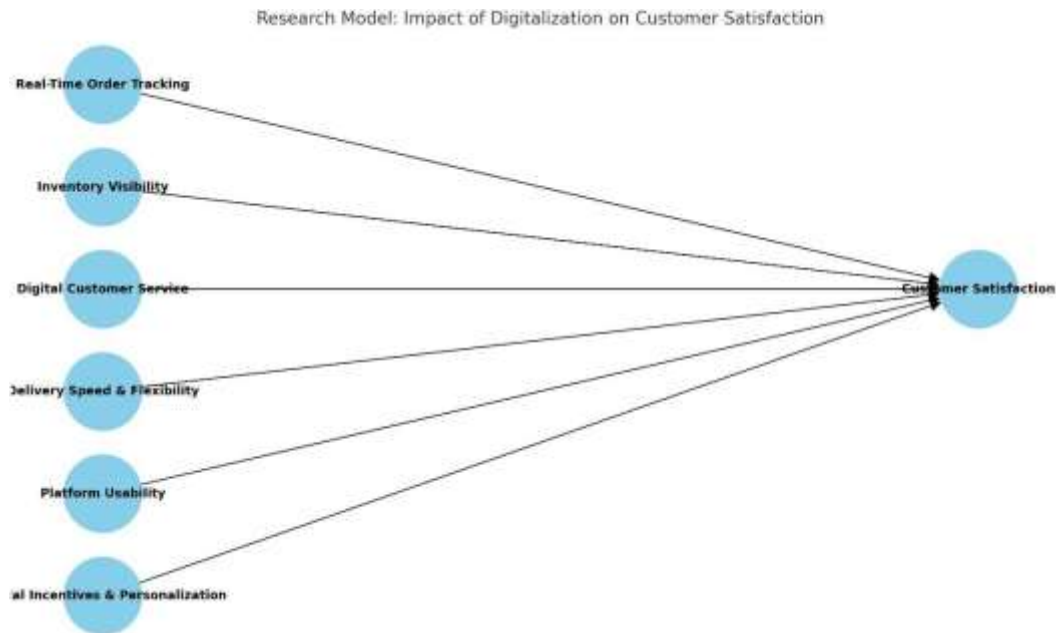 Research Model: Impact of Digitalization on Customer Satisfaction
Real-Time Order Tracking
Inventory Visibility
Digital Customer Service
Customer Satisfaction
Delivery Speed & Flexibility
Platform Usability
al Incentives & Personalization